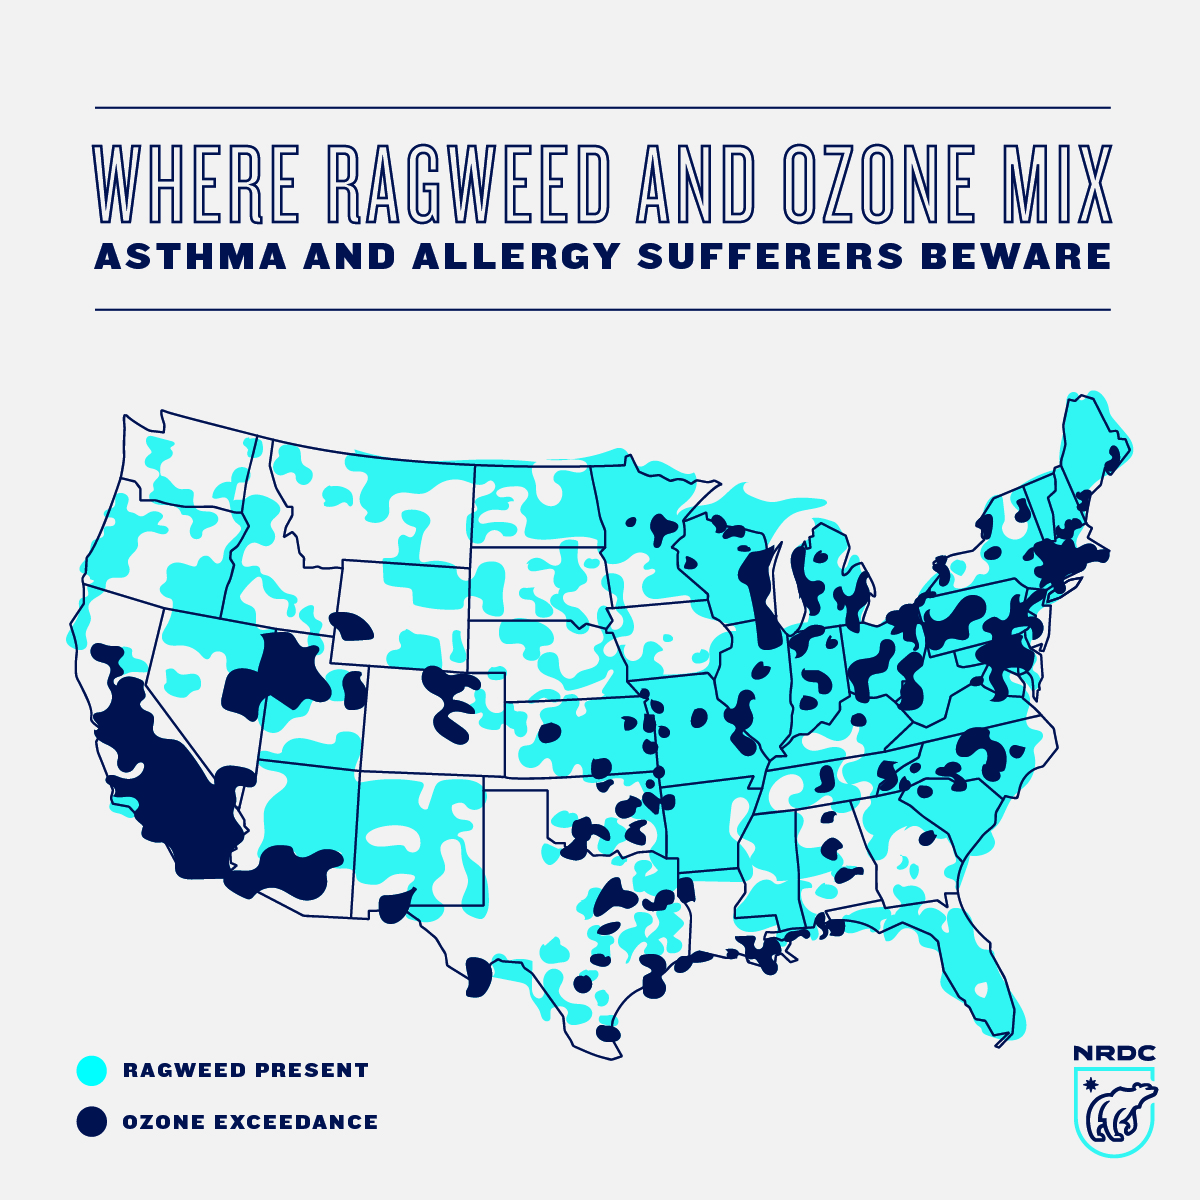 WHERE RAGWEED AND OZONE MIX
ASTHMA AND ALLERGY SUFFERERS BEWARE
RAGWEED PRESENT
OZONE EXCEEDANCE
NRDC